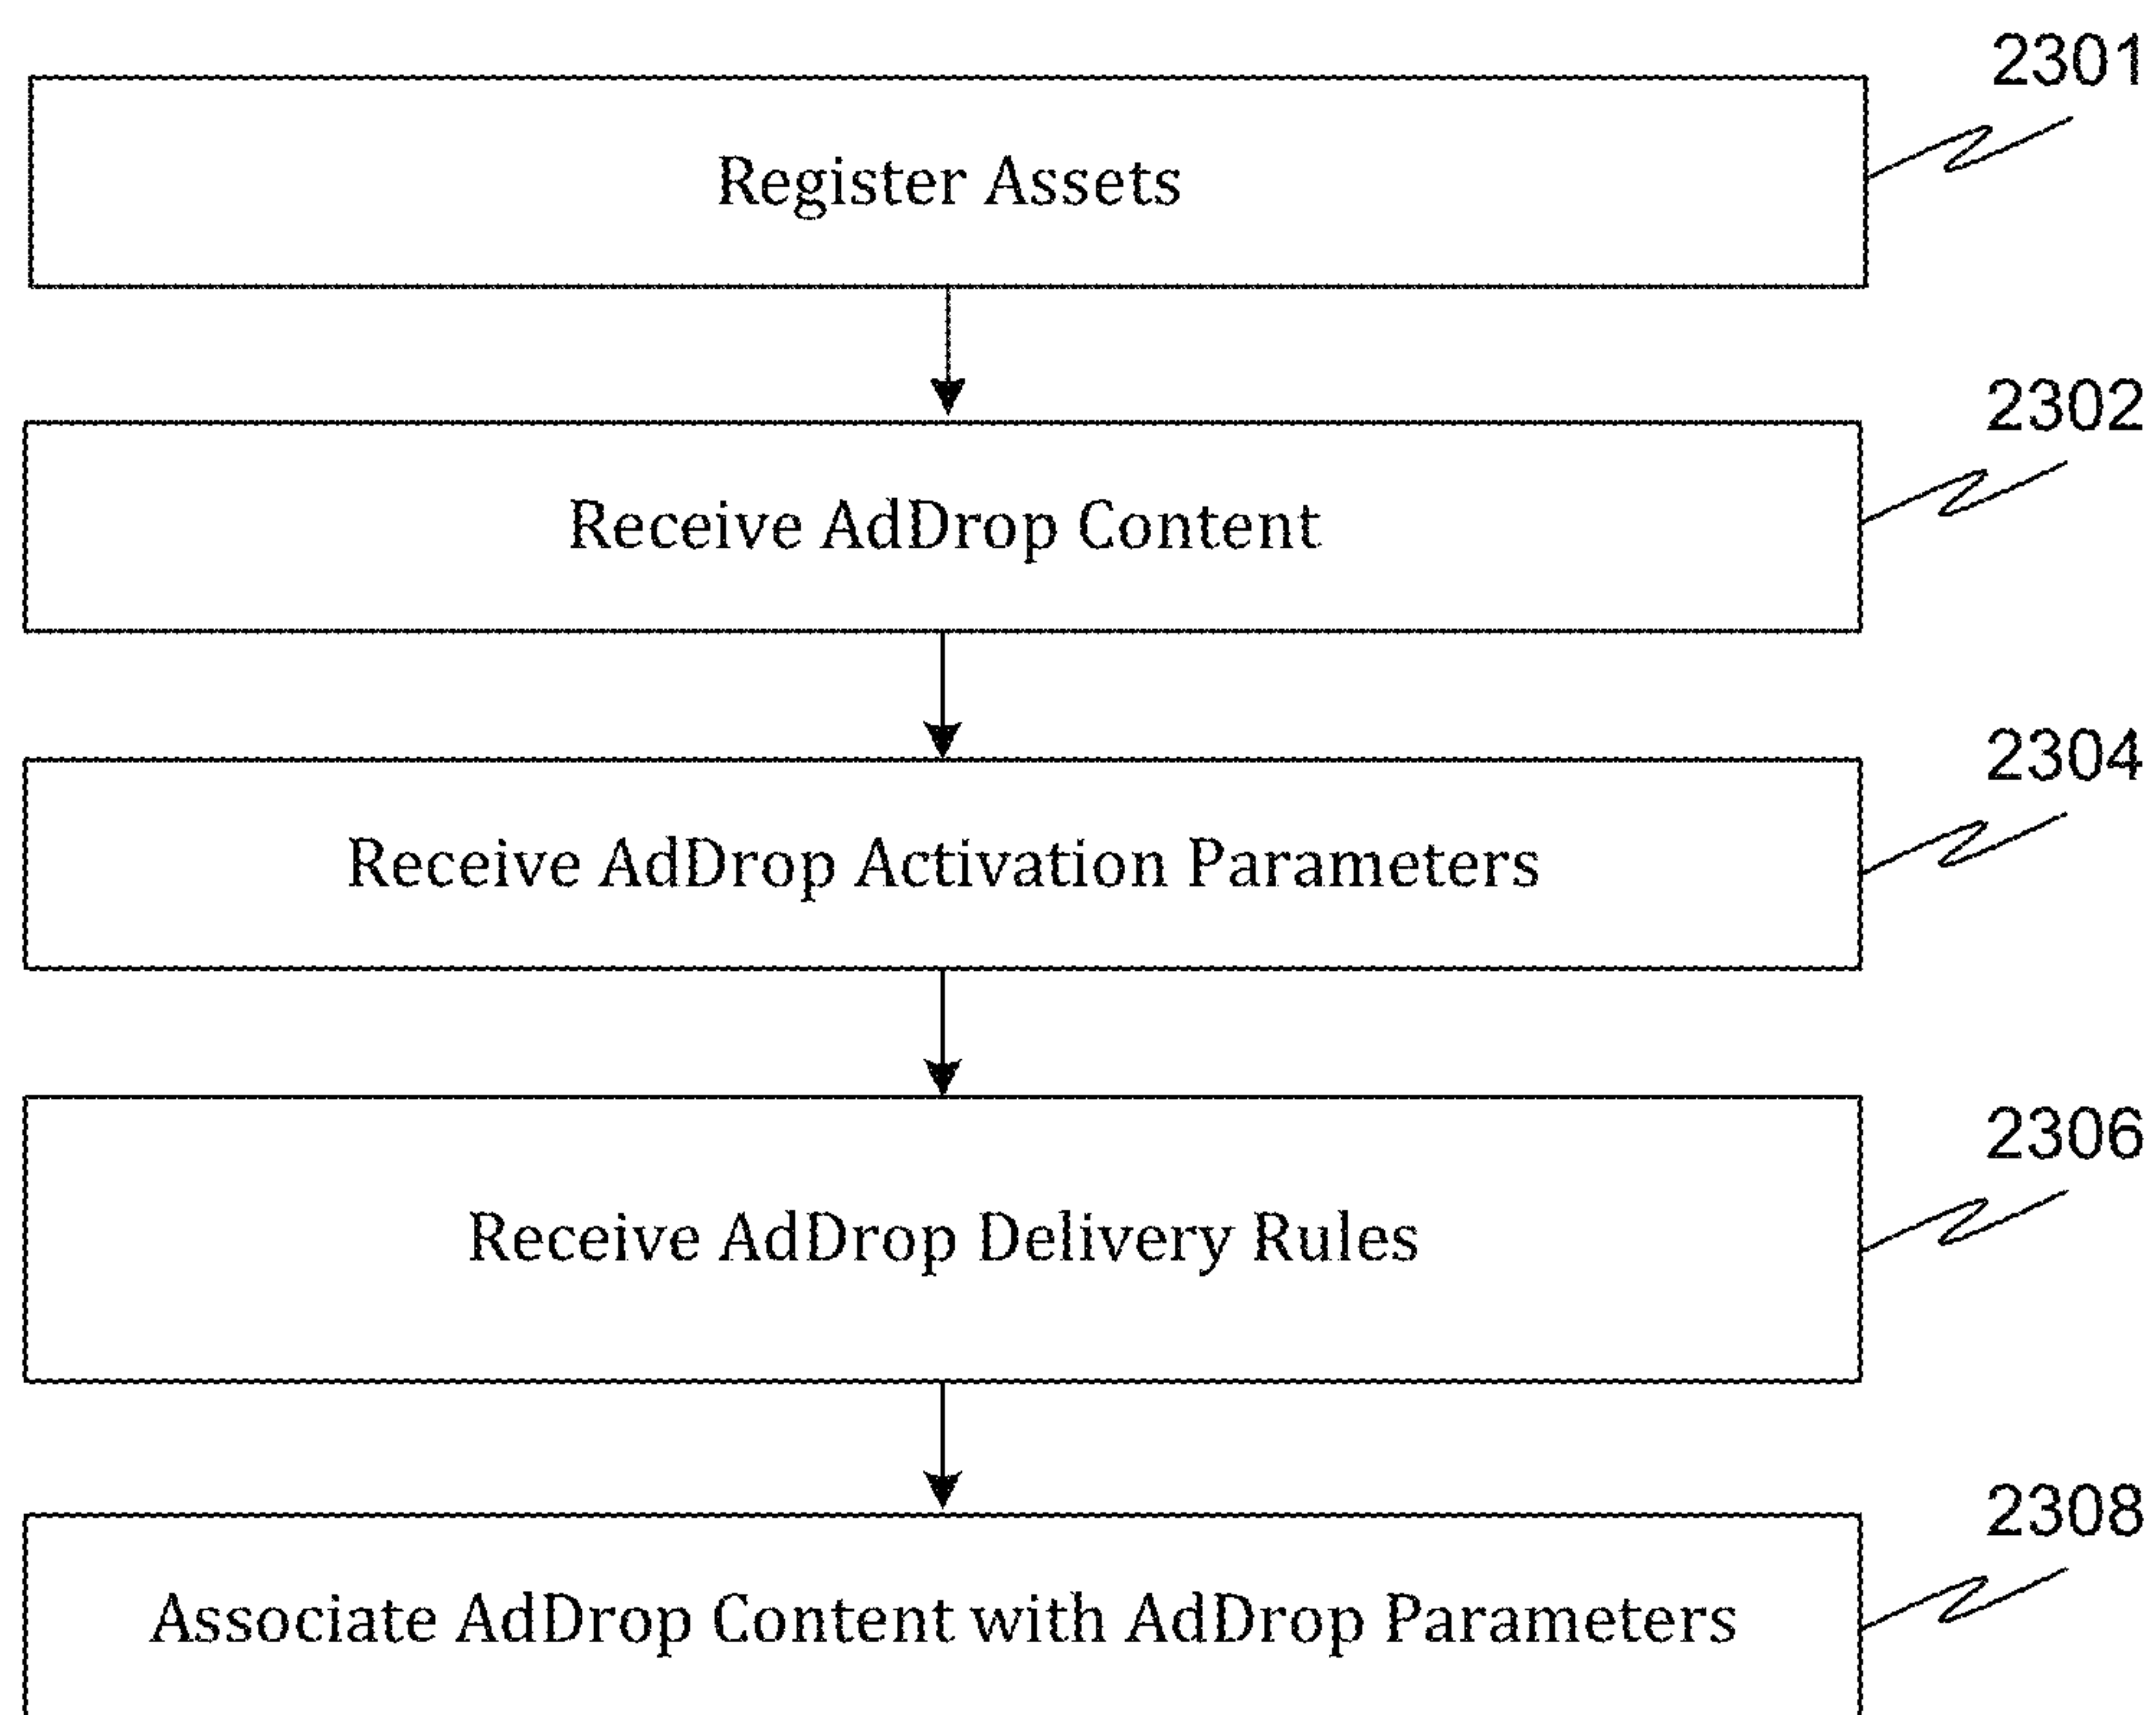 2301
Register Assets
2302
Receive AdDrop Content
2304
Receive AdDrop Activation Parameters
2306
Receive AdDrop Delivery Rules
2308
Associate AdDrop Content with AdDrop Parameters